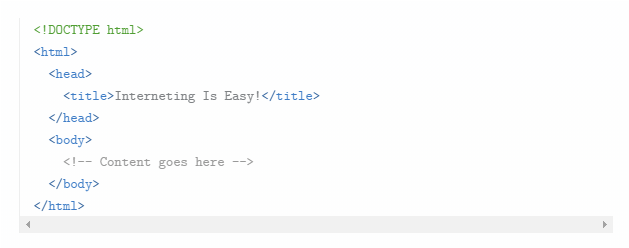 <!DOCTYPE html>
<html>
  <head>
    <title>Interneting Is Easy!</title>
  </head>
  <body>
    <!-- Content goes here -->
  </body>
</html>